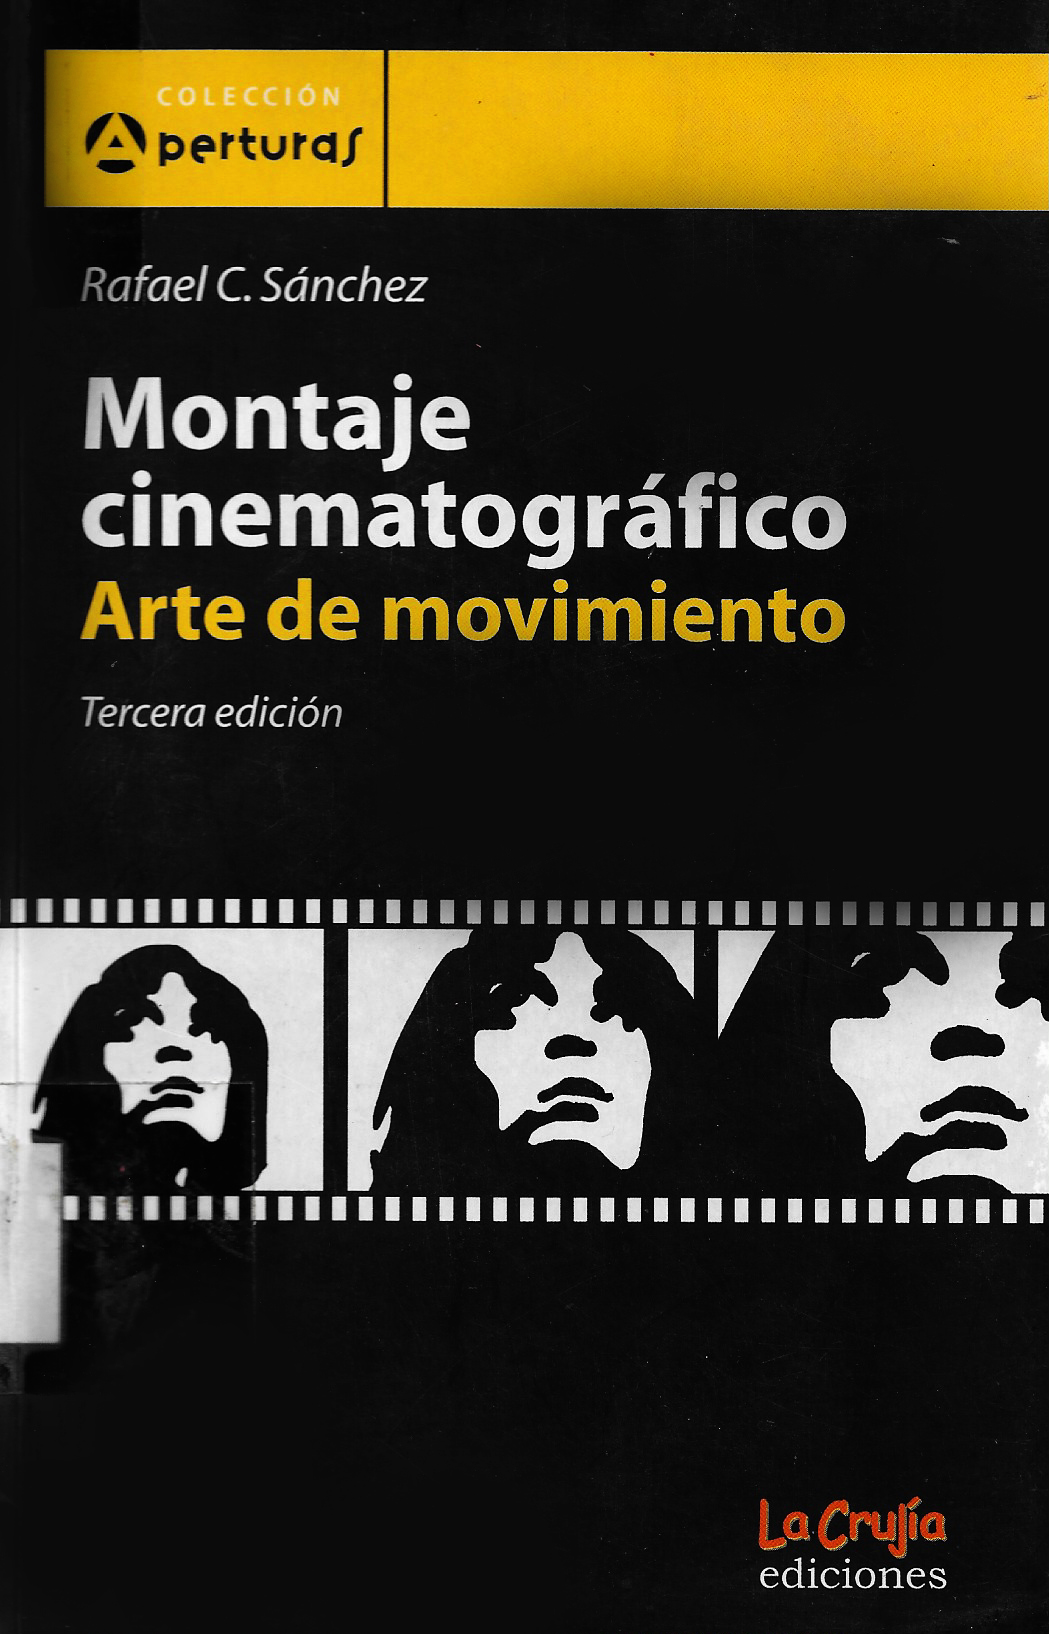 COLECCIÓN
Aperturas
Rafael C. Sánchez
Montaje
cinematográfico
Arte de movimiento
Tercera edición
La Crujía
ediciones